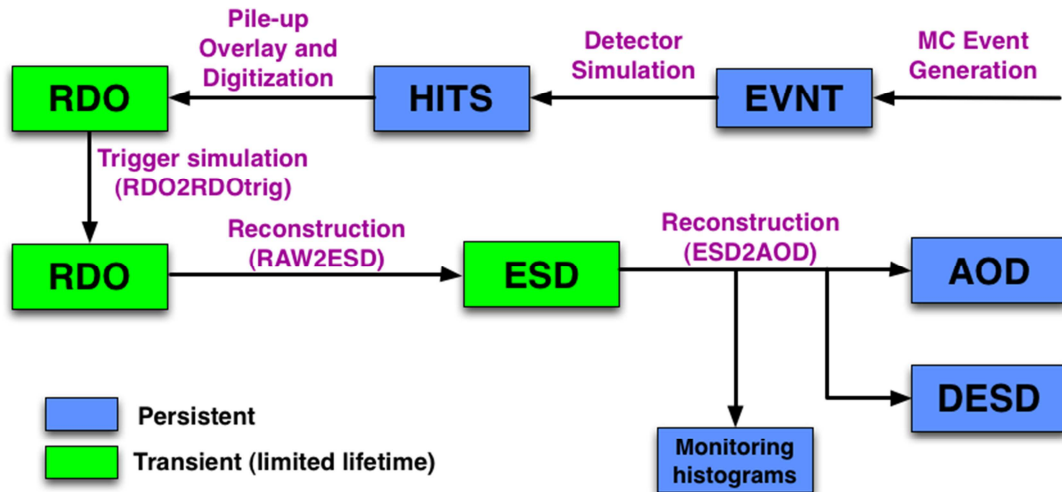 Pile-up
Overlay and
Digitization
Detector
Simulation
MC Event
Generation
RDO
HITS
EVNT
Trigger simulation
(RDO2RDOtrig)
Reconstruction
(RAW2ESD)
Reconstruction
(ESD2AOD)
RDO
ESD
AOD
DESD
Persistent
Transient (limited lifetime)
Monitoring
histograms